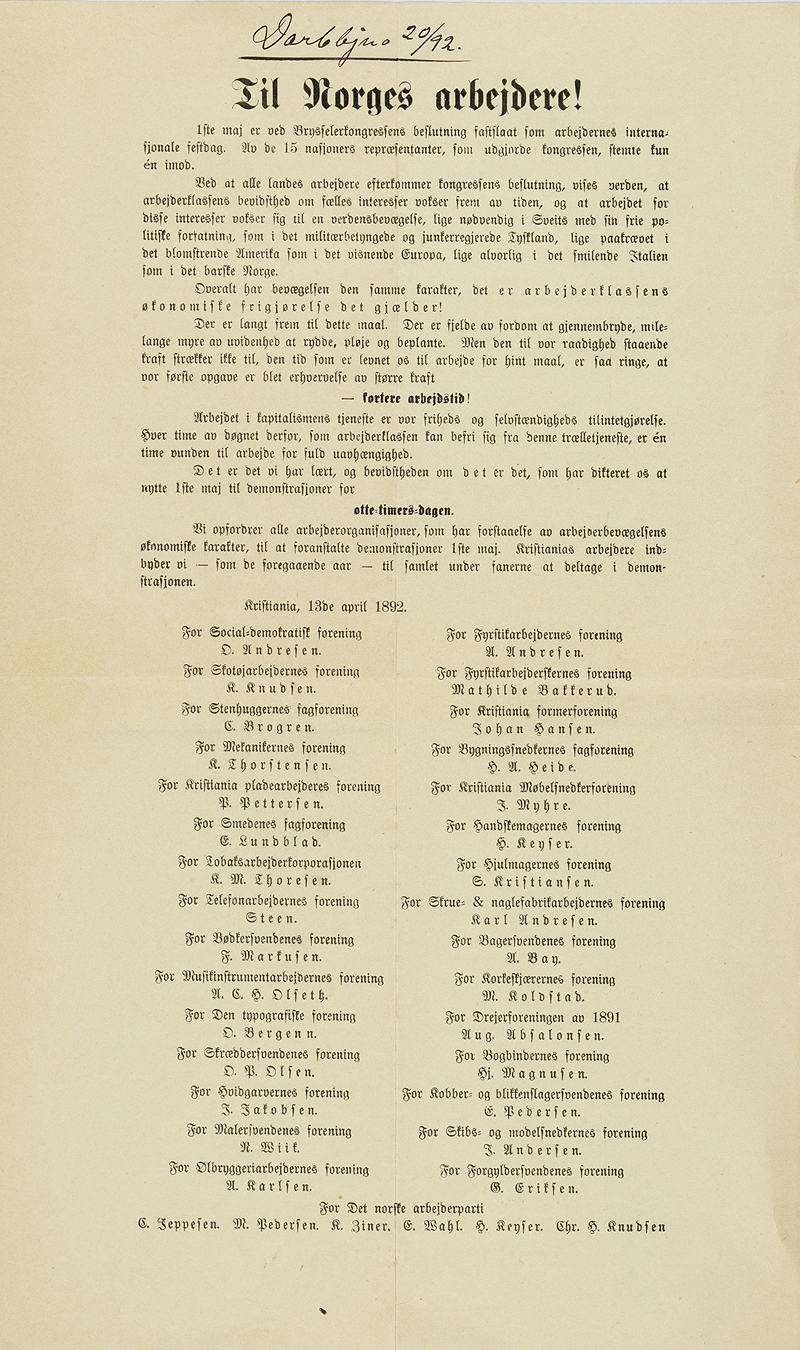 20/92.
Til Norges arbejdere!
1ste maj er ved Brysselerkongressens beslutning fastslaat som arbejdernes interna-
sjonale festdag. Av de 15 nasjoners repræsentanter, som udgjorde kongressen, stemte kun
én imod.
Ved at alle landes arbejdere efterkommer kongressens beslutning, vises verden, at
arbejderklassens bevidsthed om fælles interesser vokser frem av tiden, og at arbejdet for
disse interesser vokser sig til en verdensbevægelse, lige nødvendig i Sveits med sin frie po-
litiske forfatning, som i det militærbetyngede og junkerregjerede Tyskland, lige paakrævet i
det blomstrende Amerika som i det visnende Europa, lige alvorlig i det smilende Italien
som i det barske Norge.
Overalt har bevægelsen den samme karakter, det er arbejderklassens
økonomiske frigjørelse det gjælder!
Der er langt frem til dette maal. Der er fjelde av fordom at gjennembryde, mile-
lange myre av uvidenhed at rydde, pløje og beplante. Men den til vor raadighed staaende
kraft strækker ikke til, den tid som er levnet os til arbejde for hint maal, er saa ringe, at
vor første opgave er blet erhvervelse av større kraft
— kortere arbejdstid!
Arbejdet i kapitalismens tjeneste er vor friheds og selvstændigheds tilintetgjørelse.
Hver time av døgnet derfor, som arbejderklassen kan befri sig fra denne trælletjeneste, er én
time vunden til arbejde for fuld uavhængighed.
Det er det vi har lært, og bevidstheden om det er det, som har dikteret os at
nytte 1ste maj til demonstrasjoner for
otte-timers-dagen.
Vi opfordrer alle arbejderorganisasjoner, som har forstaaelse av arbejderbevægelsens
økonomiske karakter, til at foranstalte demonstrasjoner 1ste maj. Kristianias arbejdere ind-
byder vi — som de foregaaende aar — til samlet under fanerne at deltage i demon-
strasjonen.
Kristiania, 13de april 1892.
For Social-demokratisk forening
O. Andresen.
For Skotøjarbejdernes forening
K. Knudsen.
For Stenhuggernes fagforening
C. Brogren.
For Mekanikernes forening
K. Thorstensen.
For Kristiania pladearbejderes forening
P. Pettersen.
For Smedenes fagforening
E. Lundblad.
For Tobaksarbejderkorporasjonen
K. M. Thoresen.
For Telefonarbejdernes forening
Steen.
For Bødkersvendenes forening
F. Markusen.
For Musikinstrumentarbejdernes forening
A. C. H. Olseth.
For Den typografiske forening
O. Bergenn.
For Skræddersvendenes forening
O. P. Olsen.
For Hvidgarvernes forening
J. Jakobsen.
For Malersvendenes forening
N. Wiik.
For Ølbryggeriarbejdernes forening
A. Karlsen.
For Fyrstikarbejdernes forening
A. Andresen.
For Fyrstikarbejderskernes forening
Mathilde Bakkerud.
For Kristiania formerforening
Johan Hansen.
For Bygningssnedkernes fagforening
H. A. Heide.
For Kristiania Møbelsnedkerforening
J. Myhre.
For Handskemagernes forening
H. Keyser.
For Hjulmagernes forening
S. Kristiansen.
For Skrue- & naglefabrikarbejdernes forening
Karl Andresen.
For Bagersvendenes forening
A. Bay.
For Korkeskjærernes forening
M. Koldstad.
For Drejerforeningen av 1891
Aug. Absalonsen.
For Bogbindernes forening
Hj. Magnusen.
For Kobber- og blikkenslagersvendenes forening
E. Pedersen.
For Skibs- og modelsnedkernes forening
J. Andersen.
For Forgyldersvendenes forening
G. Eriksen.
For Det norske arbejderparti
C. Jeppesen. M. Pedersen. K. Ziner. E. Wahl. H. Keyser. Chr. H. Knudsen